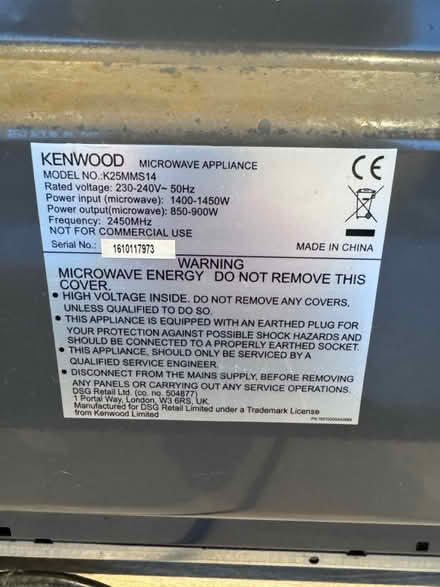 KENWOOD MICROWAVE APPLIANCE
MODEL NO.:K25MMS14
Rated voltage: 230-240V~ 50Hz
Power input (microwave): 1400-1450W
Power output(microwave): 850-900W
Frequency: 2450MHz
NOT FOR COMMERCIAL USE
Serial No.: 1610117973 MADE IN CHINA
WARNING
MICROWAVE ENERGY DO NOT REMOVE THIS
COVER.
• HIGH VOLTAGE INSIDE. DO NOT REMOVE ANY COVERS,
UNLESS QUALIFIED TO DO SO.
• THIS APPLIANCE IS EQUIPPED WITH AN EARTHED PLUG FOR
YOUR PROTECTION AGAINST POSSIBLE SHOCK HAZARDS AND
SHOULD BE CONNECTED TO A PROPERLY EARTHED SOCKET.
• THIS APPLIANCE, SHOULD ONLY BE SERVICED BY A
QUALIFIED SERVICE ENGINEER.
• DISCONNECT FROM THE MAINS SUPPLY, BEFORE REMOVING
ANY PANELS OR CARRYING OUT ANY SERVICE OPERATIONS.
DSG Retail Ltd. (co. no. 504877)
1 Portal Way, London, W3 6RS, UK.
Manufactured for DSG Retail Limited under a Trademark License
from Kenwood Limited